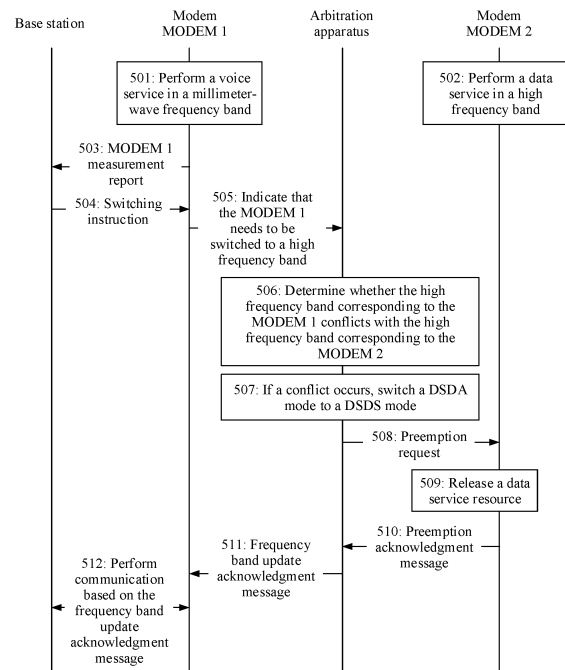 Base station
Modem
MODEM 1
Arbitration
apparatus
Modem
MODEM 2
501: Perform a voice
service in a millimeter-
wave frequency band
502: Perform a data
service in a high
frequency band
503: MODEM 1
measurement
report
504: Switching
instruction
505: Indicate that
the MODEM 1
needs to be
switched to a high
frequency band
506: Determine whether the high
frequency band corresponding to the
MODEM 1 conflicts with the high
frequency band corresponding to the
MODEM 2
507: If a conflict occurs, switch a DSDA
mode to a DSDS mode
508: Preemption
request
509: Release a data
service resource
510: Preemption
acknowledgment
message
511: Frequency
band update
acknowledgment
message
512: Perform
communication
based on the
frequency band
update
acknowledgment
message